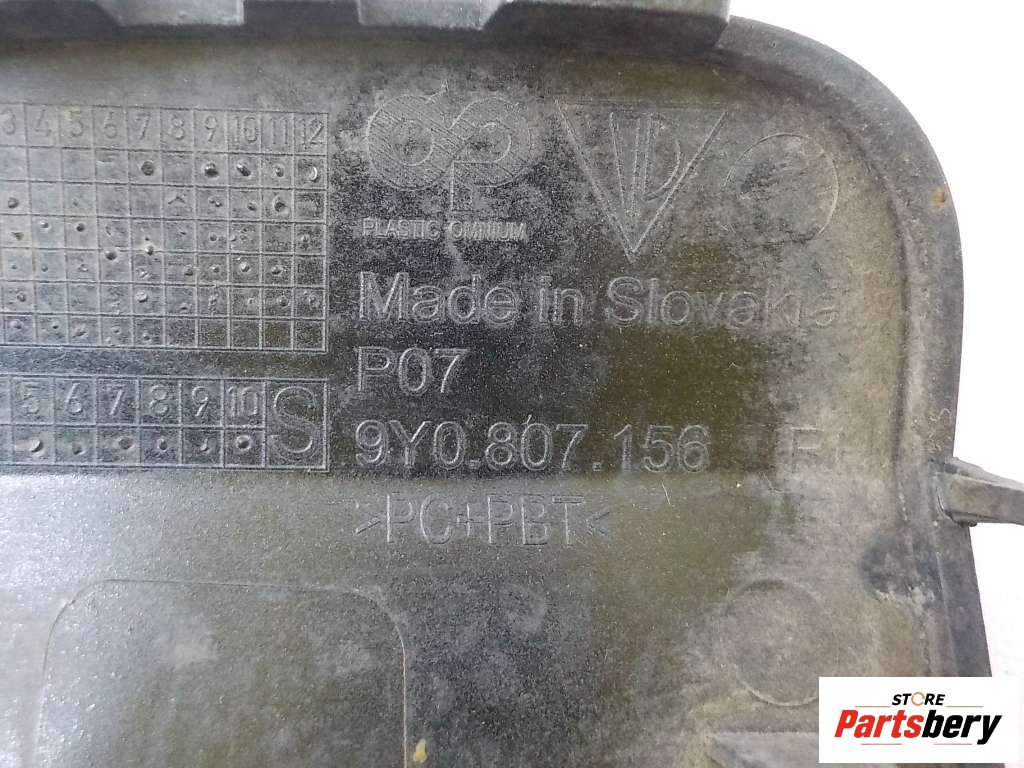 3 4 5 6 7 8 9 10 11 12
PLASTIC OMNIUM
Made in Slovakia
P07
5 6 7 8 9 10 S
9Y0.807.156
>PC+PBT<
STORE
Partsbery